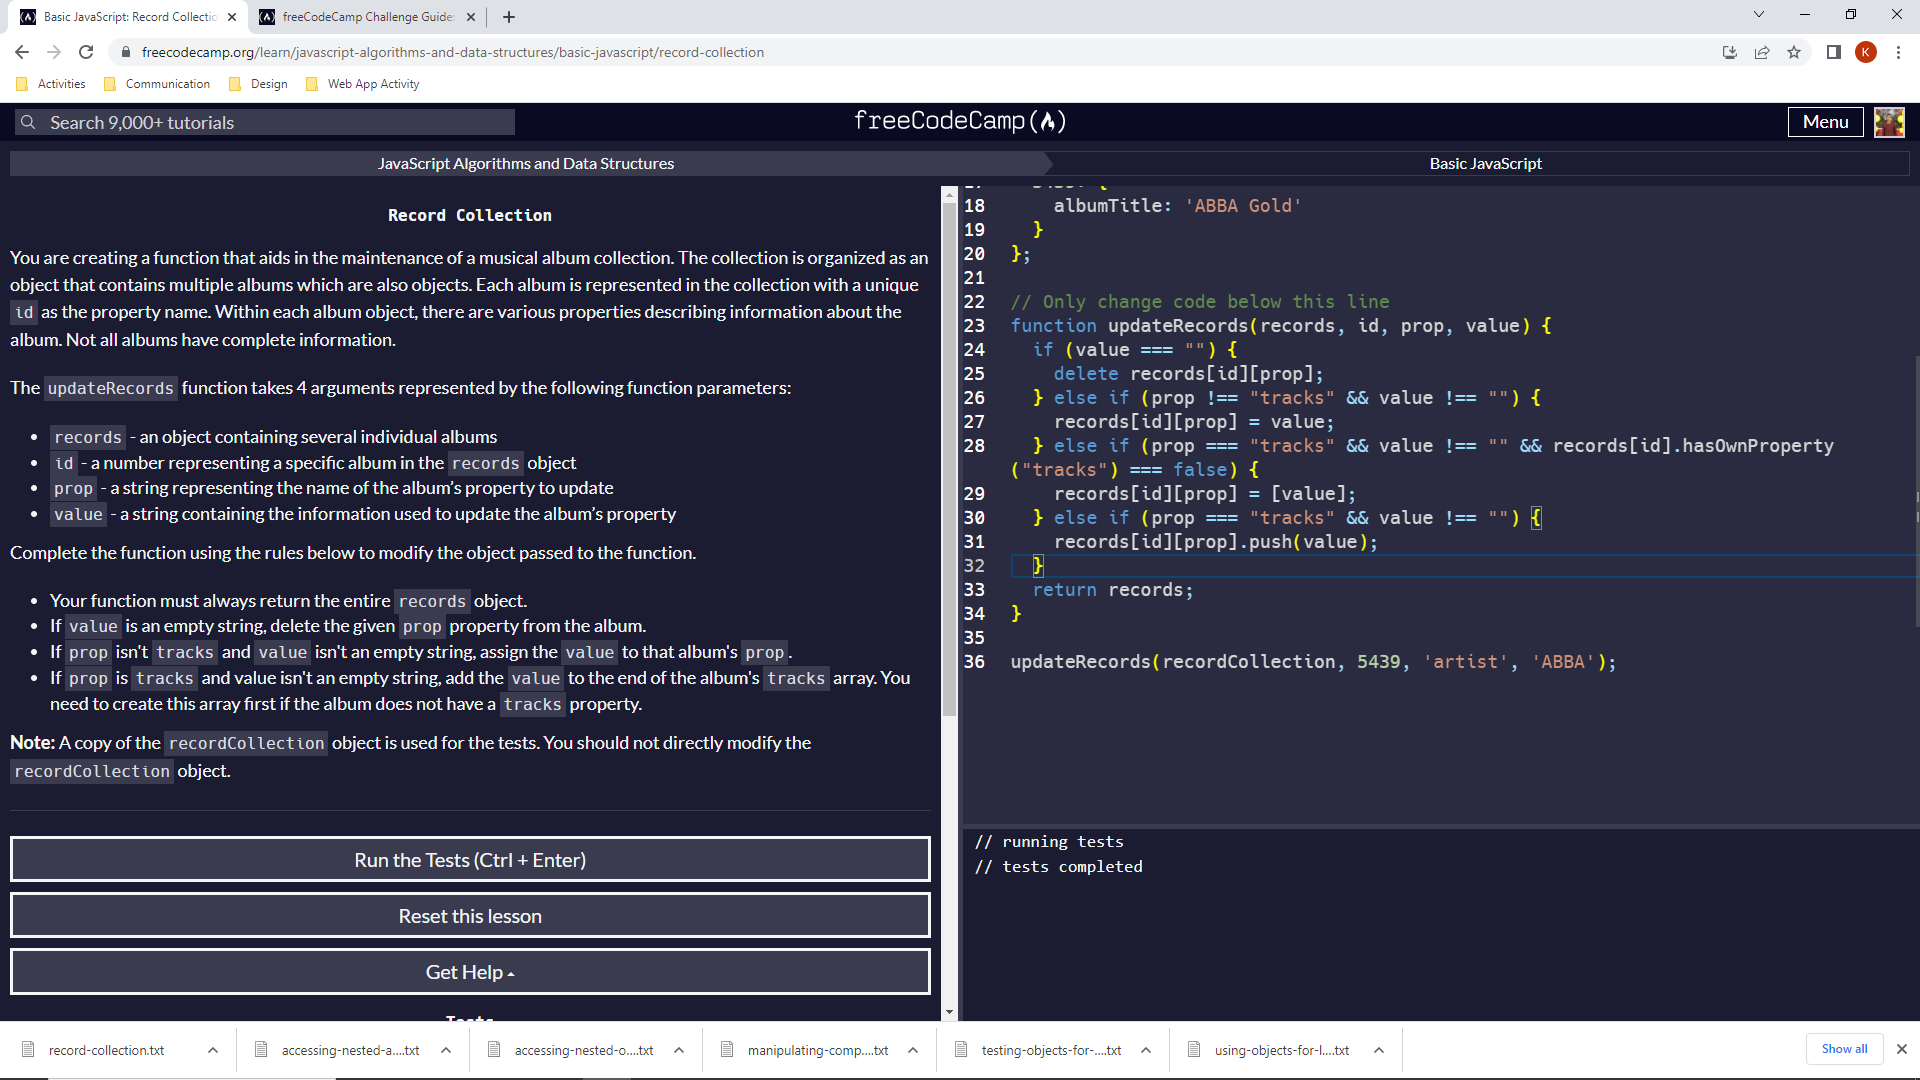 Basic JavaScript: Record Collectio
freeCodeCamp Challenge Guide:
freecodecamp.org/learn/javascript-algorithms-and-data-structures/basic-javascript/record-collection
K
Activities
Communication
Design
Web App Activity
Search 9,000+ tutorials
freeCodeCamp
Menu
JavaScript Algorithms and Data Structures
Basic JavaScript
Record Collection
You are creating a function that aids in the maintenance of a musical album collection. The collection is organized as an
object that contains multiple albums which are also objects. Each album is represented in the collection with a unique
id as the property name. Within each album object, there are various properties describing information about the
album. Not all albums have complete information.
The updateRecords function takes 4 arguments represented by the following function parameters:
• records - an object containing several individual albums
• id - a number representing a specific album in the records object
• prop - a string representing the name of the album's property to update
• value - a string containing the information used to update the album's property
Complete the function using the rules below to modify the object passed to the function.
• Your function must always return the entire records object.
• If value is an empty string, delete the given prop property from the album.
• If prop isn't tracks and value isn't an empty string, assign the value to that album's prop.
• If prop is tracks and value isn't an empty string, add the value to the end of the album's tracks array. You
need to create this array first if the album does not have a tracks property.
Note: A copy of the recordCollection object is used for the tests. You should not directly modify the
recordCollection object.
Run the Tests (Ctrl + Enter)
Reset this lesson
Get Help
Tests
18 albumTitle: 'ABBA Gold'
19 }
20 };
21
22 // Only change code below this line
23 function updateRecords(records, id, prop, value) {
24 if (value === "") {
25 delete records[id][prop];
26 } else if (prop !== "tracks" && value !== "") {
27 records[id][prop] = value;
28 } else if (prop === "tracks" && value !== "" && records[id].hasOwnProperty
("tracks") === false) {
29 records[id][prop] = [value];
30 } else if (prop === "tracks" && value !== "") {
31 records[id][prop].push(value);
32 }
33 return records;
34 }
35
36 updateRecords(recordCollection, 5439, 'artist', 'ABBA');
// running tests
// tests completed
record-collection.txt
accessing-nested-a....txt
accessing-nested-o....txt
manipulating-comp....txt
testing-objects-for-....txt
using-objects-for-l....txt
Show all